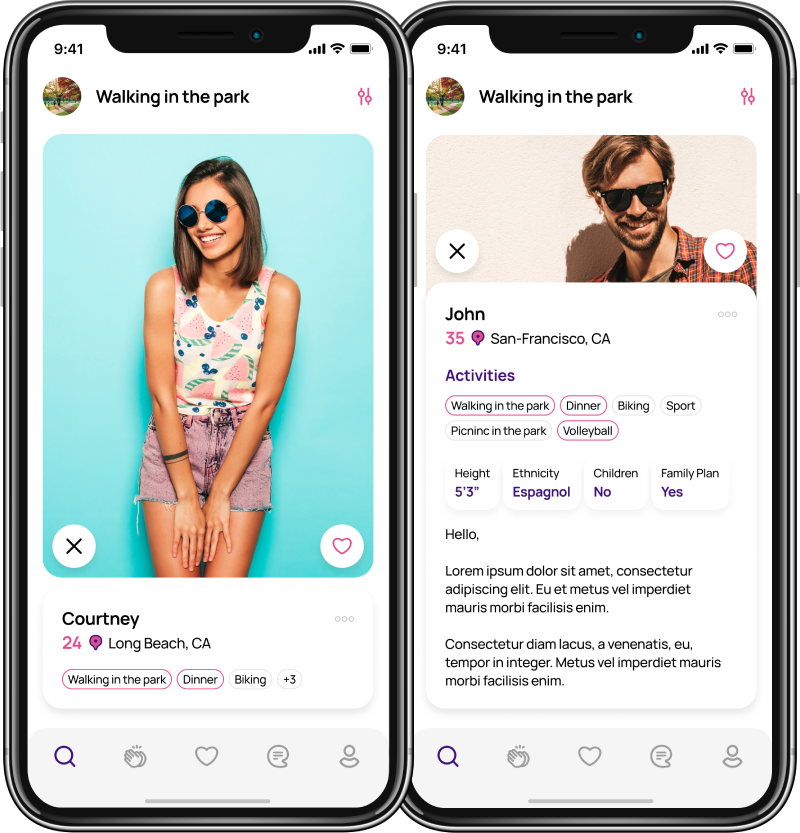 9:41
Walking in the park
Courtney
24 Long Beach, CA
Walking in the park Dinner Biking +3
9:41
Walking in the park
John
35 San-Francisco, CA
Activities
Walking in the park Dinner Biking Sport
Picninc in the park Volleyball
Height Ethnicity Children Family Plan
5’3” Espagnol No Yes
Hello,
Lorem ipsum dolor sit amet, consectetur
adipiscing elit. Eu et metus vel imperdiet
mauris morbi facilisis enim.
Consectetur diam lacus, a venenatis, eu,
tempor in integer. Metus vel imperdiet mauris
morbi facilisis enim.